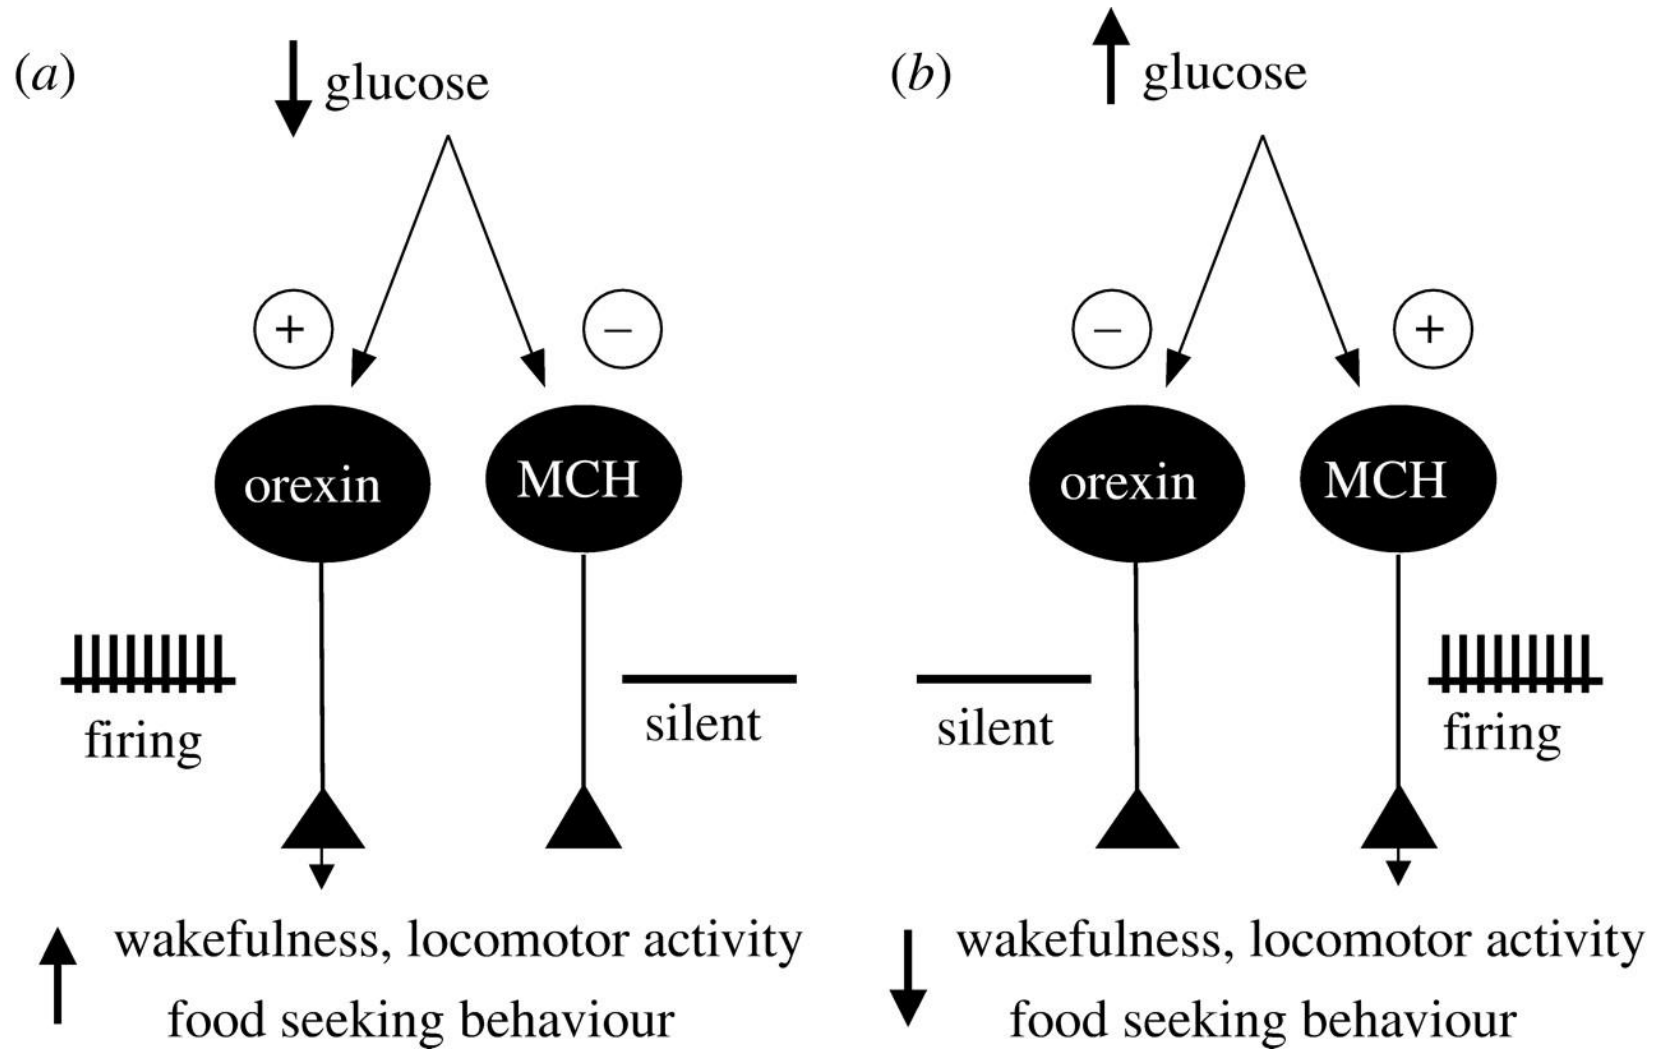 (a)
glucose
+
–
orexin
MCH
firing
silent
wakefulness, locomotor activity
food seeking behaviour
(b)
glucose
–
+
orexin
MCH
silent
firing
wakefulness, locomotor activity
food seeking behaviour